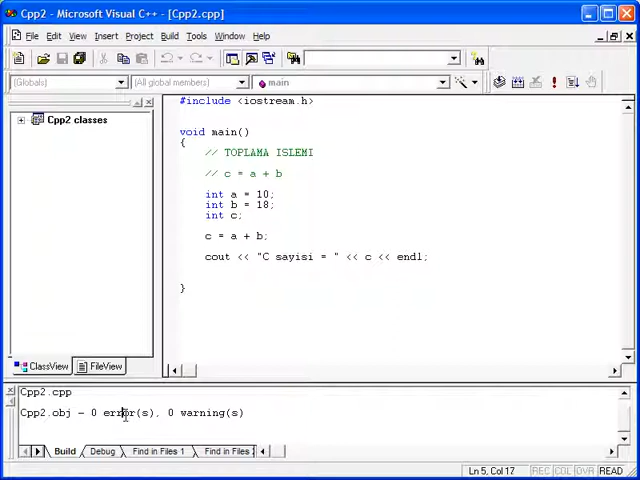 Cpp2 - Microsoft Visual C++ - [Cpp2.cpp]
File Edit View Insert Project Build Tools Window Help
(Globals) (All global members) main
Cpp2 classes
#include <iostream.h>
void main()
{
// TOPLAMA ISLEMI
// c = a + b
int a = 10;
int b = 18;
int c;
c = a + b;
cout << "C sayisi = " << c << endl;
}
ClassView FileView
Cpp2.cpp
Cpp2.obj - 0 error(s), 0 warning(s)
Build Debug Find in Files 1 Find in Files 2
Ln 5, Col 17 REC COL OVR READ